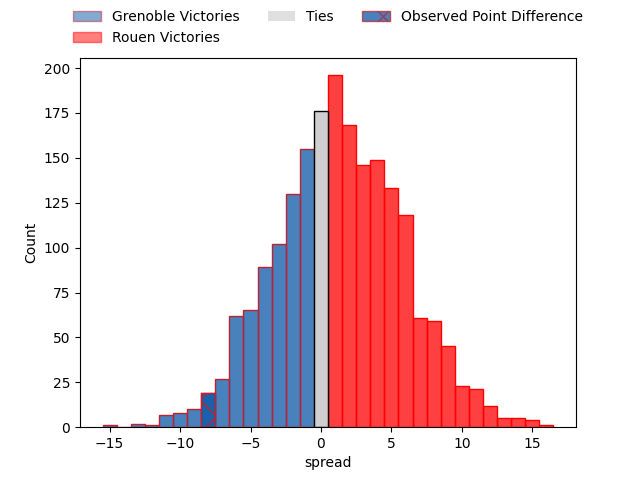 Grenoble Victories
Rouen Victories
Ties
Observed Point Difference
200
175
150
125
100
75
50
25
0
Count
−15 −10 −5 0 5 10 15
spread